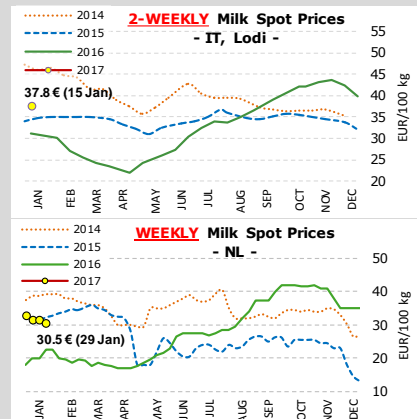 2-WEEKLY Milk Spot Prices
- IT, Lodi -
2014
2015
2016
2017
37.8 € (15 Jan)
55
50
45
40
35
30
25
20
EUR/100 kg
JAN
FEB
MAR
APR
MAY
JUN
JUL
AUG
SEP
OCT
NOV
DEC
WEEKLY Milk Spot Prices
- NL -
2014
2015
2016
2017
30.5 € (29 Jan)
50
40
30
20
10
EUR/100 kg
JAN
FEB
MAR
APR
MAY
JUN
JUL
AUG
SEP
OCT
NOV
DEC